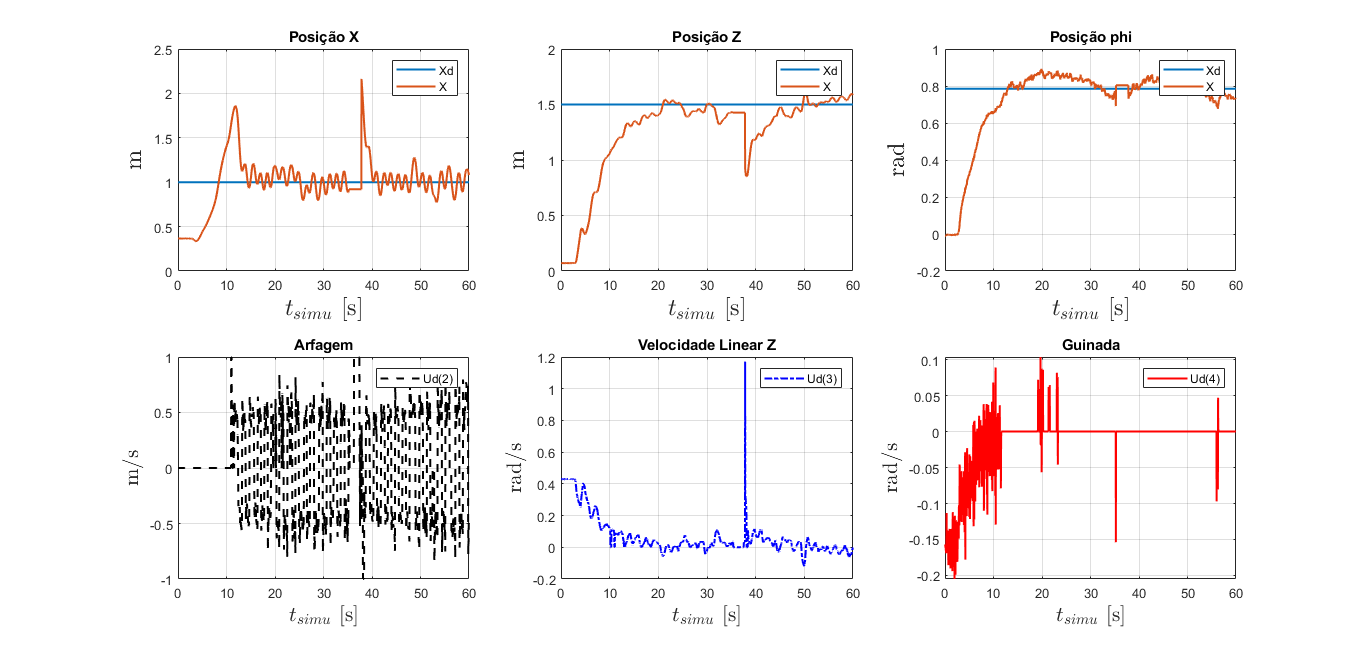 Posição X
2.5
2
1.5
1
0.5
0
m
Xd
X
0 10 20 30 40 50 60
t_simu [s]
Posição Z
2
1.5
1
0.5
0
m
Xd
X
0 10 20 30 40 50 60
t_simu [s]
Posição phi
1
0.8
0.6
0.4
0.2
0
-0.2
rad
Xd
X
0 10 20 30 40 50 60
t_simu [s]
Arfagem
1
0.5
0
-0.5
-1
m/s
Ud(2)
0 10 20 30 40 50 60
t_simu [s]
Velocidade Linear Z
1.2
1
0.8
0.6
0.4
0.2
0
-0.2
rad/s
Ud(3)
0 10 20 30 40 50 60
t_simu [s]
Guinada
0.1
0.05
0
-0.05
-0.1
-0.15
-0.2
rad/s
Ud(4)
0 10 20 30 40 50 60
t_simu [s]